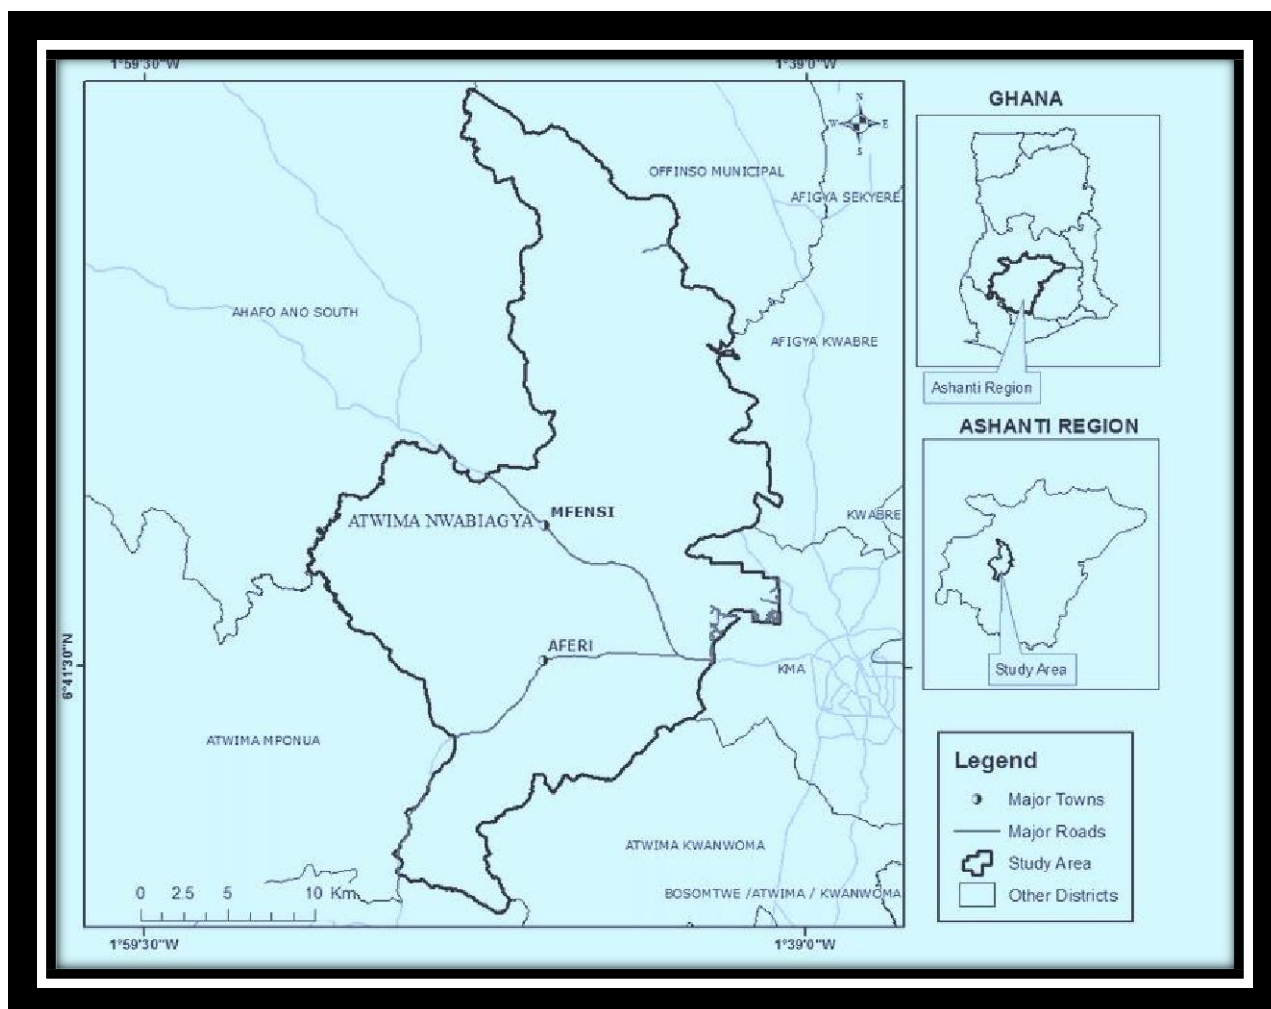 1°59'30"W
1°39'0"W
N
W E
S
OFFINSO MUNICIPAL
AFIGYA SEKYERE
AHAFO ANO SOUTH
AFIGYA KWABRE
ATWIMA NWABIAGYA
MFENSI
KWABRE
AFERI
KMA
6°41'30"N
ATWIMA MPONUA
ATWIMA KWANWOMA
BOSOMTWE /ATWIMA / KWANWOMA
0 2.5 5 10 Km
1°59'30"W
1°39'0"W
GHANA
Ashanti Region
ASHANTI REGION
Study Area
Legend
Major Towns
Major Roads
Study Area
Other Districts